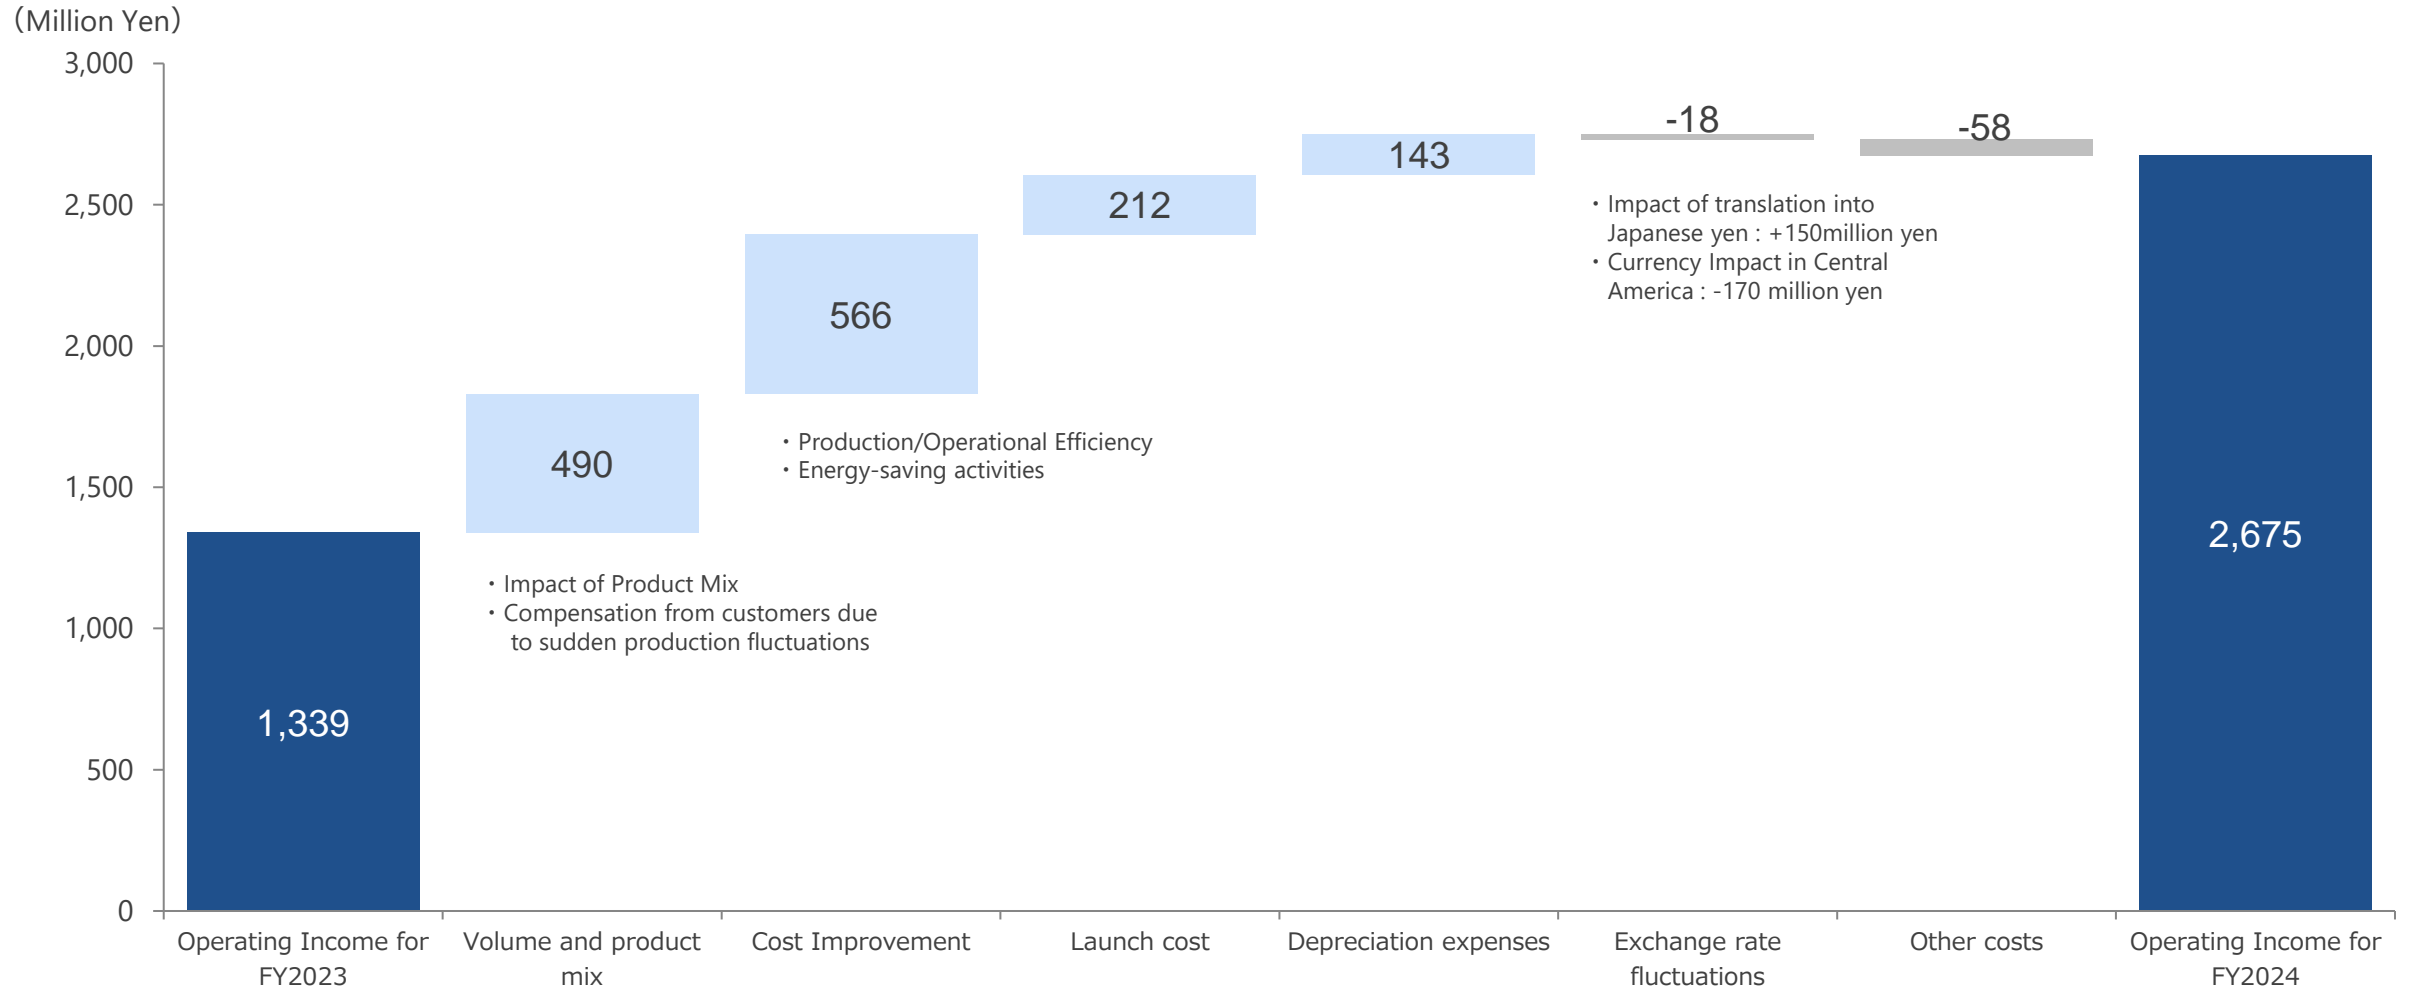 （Million Yen）
3,000
2,500
2,000
1,500
1,000
500
0
1,339
490
566
212
143
-18
-58
2,675
・Impact of Product Mix
・Compensation from customers due
to sudden production fluctuations
・Production/Operational Efficiency
・Energy-saving activities
・Impact of translation into
Japanese yen : +150million yen
・Currency Impact in Central
America : -170 million yen
Operating Income for
FY2023
Volume and product
mix
Cost Improvement
Launch cost
Depreciation expenses
Exchange rate
fluctuations
Other costs
Operating Income for
FY2024